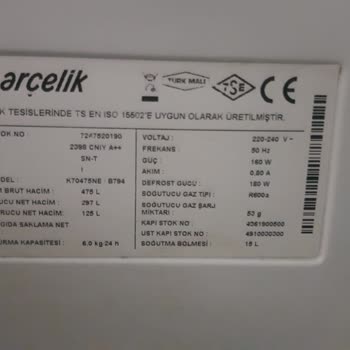 arçelik
TÜRK MALI
TSE
CE
K TESİSLERİNDE TS EN ISO 15502'E UYGUN OLARAK ÜRETİLMİŞTİR.
OK NO : 7247520190
2398 CNIY A++
SN-T
I
DEL : K70475NE : B794
M BRUT HACİM : 475 L
UCU NET HACİM : 297 L
RUCU NET HACİM : 125 L
GIDA SAKLAMA NET
URMA KAPASİTESİ : 6,0 kg/24 h
VOLTAJ : 220-240 V ~
FREKANS : 50 Hz
GÜÇ : 160 W
AKIM : 0,80 A
DEFROST GÜCÜ : 180 W
SOĞUTUCU GAZ TİPİ : R600a
SOĞUTUCU GAZ ŞARJ
MİKTARI : 52 g
KAPI STOK NO : 4361900500
ÜST KAPI STOK NO : 4910030300
SOĞUTMA BÖLMESİ : 15 L